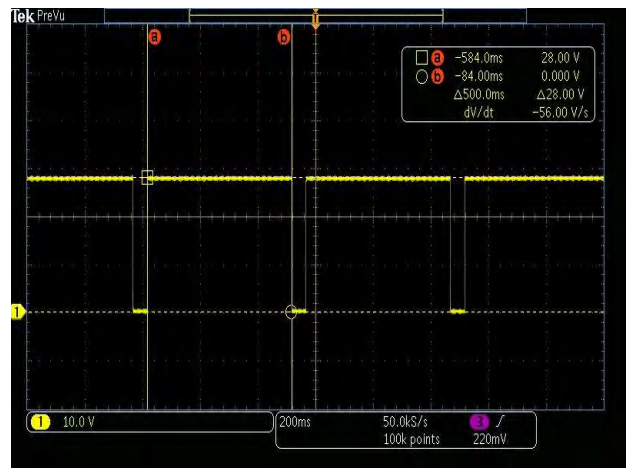 Tek PreVu
T
a
b
a -584.0ms 28.00 V
b -84.00ms 0.000 V
Δ500.0ms Δ28.00 V
dV/dt -56.00 V/s
1
1 10.0 V
200ms 50.0kS/s 3 ∫
100k points 220mV